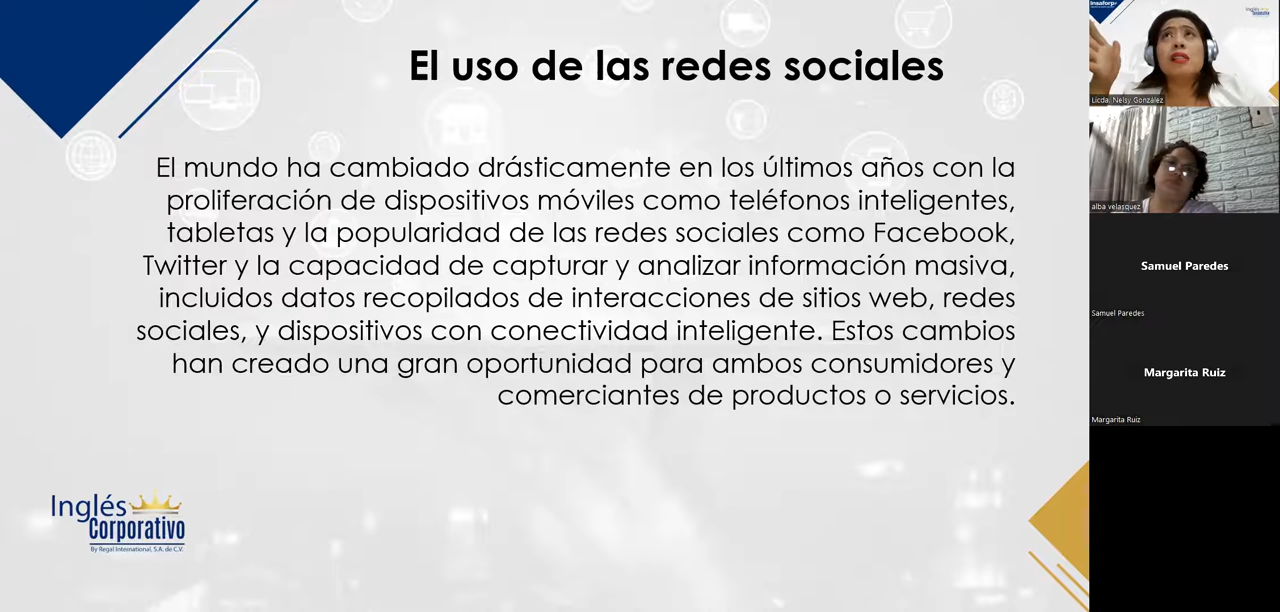 El uso de las redes sociales
El mundo ha cambiado drásticamente en los últimos años con la
proliferación de dispositivos móviles como teléfonos inteligentes,
tabletas y la popularidad de las redes sociales como Facebook,
Twitter y la capacidad de capturar y analizar información masiva,
incluidos datos recopilados de interacciones de sitios web, redes
sociales, y dispositivos con conectividad inteligente. Estos cambios
han creado una gran oportunidad para ambos consumidores y
comerciantes de productos o servicios.
Inglés
Corporativo
By Regal International, S.A. de C.V.
Insaforp
Licda. Nelsy González
alba velasquez
Samuel Paredes
Samuel Paredes
Margarita Ruiz
Margarita Ruiz